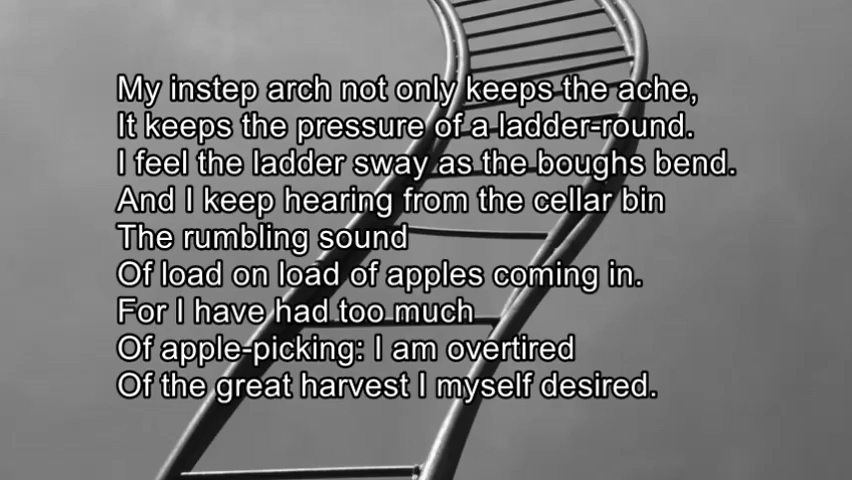 My instep arch not only keeps the ache,
It keeps the pressure of a ladder-round.
I feel the ladder sway as the boughs bend.
And I keep hearing from the cellar bin
The rumbling sound
Of load on load of apples coming in.
For I have had too much
Of apple-picking: I am overtired
Of the great harvest I myself desired.